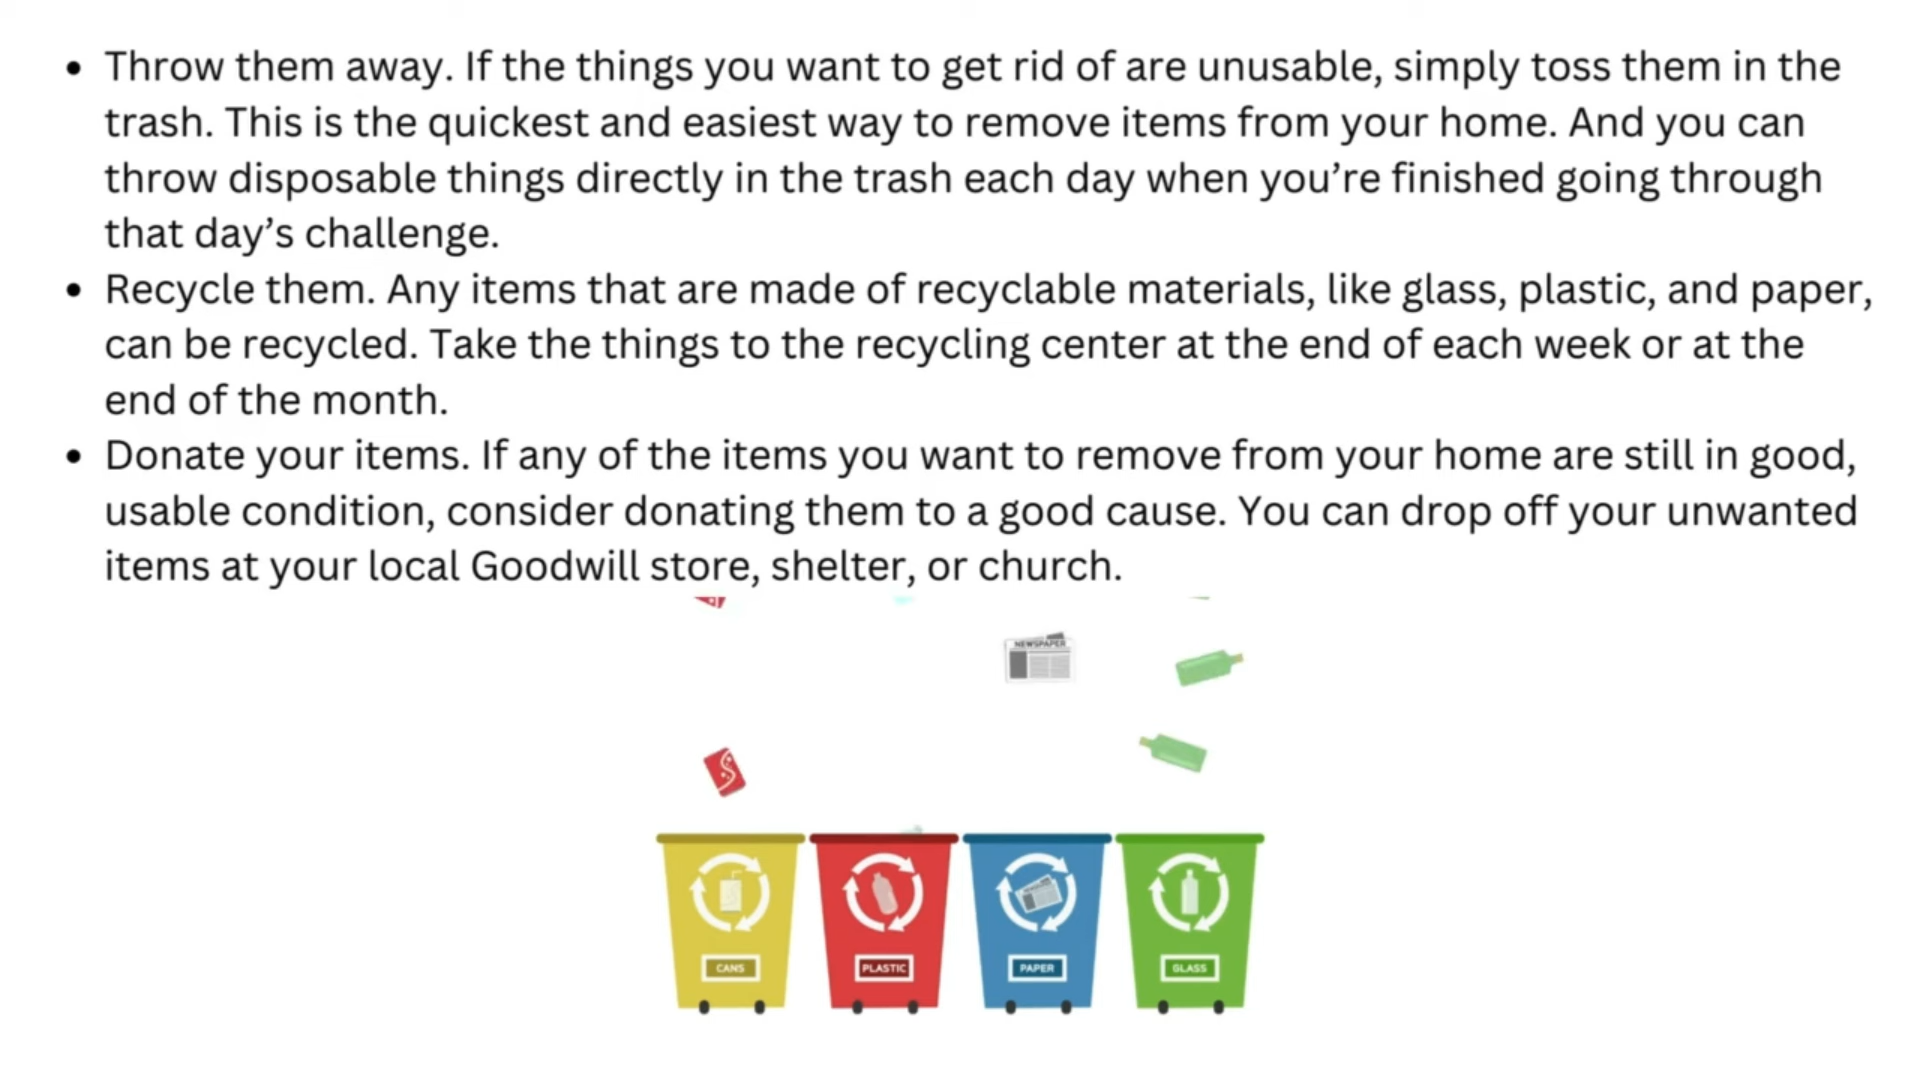 • Throw them away. If the things you want to get rid of are unusable, simply toss them in the
trash. This is the quickest and easiest way to remove items from your home. And you can
throw disposable things directly in the trash each day when you’re finished going through
that day’s challenge.
• Recycle them. Any items that are made of recyclable materials, like glass, plastic, and paper,
can be recycled. Take the things to the recycling center at the end of each week or at the
end of the month.
• Donate your items. If any of the items you want to remove from your home are still in good,
usable condition, consider donating them to a good cause. You can drop off your unwanted
items at your local Goodwill store, shelter, or church.
NEWSPAPER
CANS
PLASTIC
PAPER
GLASS